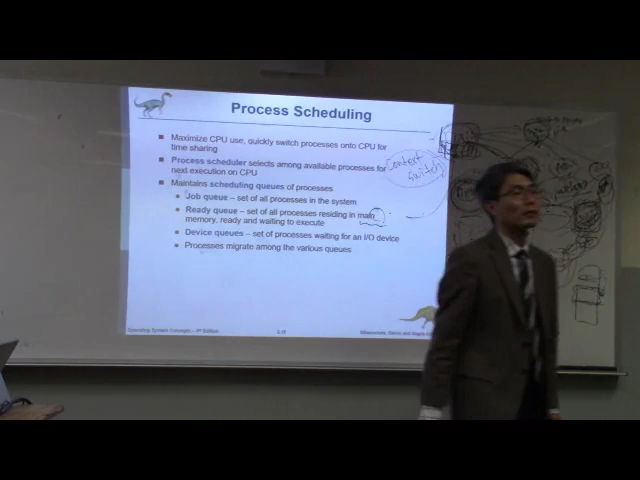 Process Scheduling
Maximize CPU use, quickly switch processes onto CPU for
time sharing
Process scheduler selects among available processes for
next execution on CPU
Maintains scheduling queues of processes
Job queue – set of all processes in the system
Ready queue – set of all processes residing in main
memory, ready and waiting to execute
Device queues – set of processes waiting for an I/O device
Processes migrate among the various queues
Context
switch
Operating System Concepts – 9th Edition
Silberschatz, Galvin and Gagne